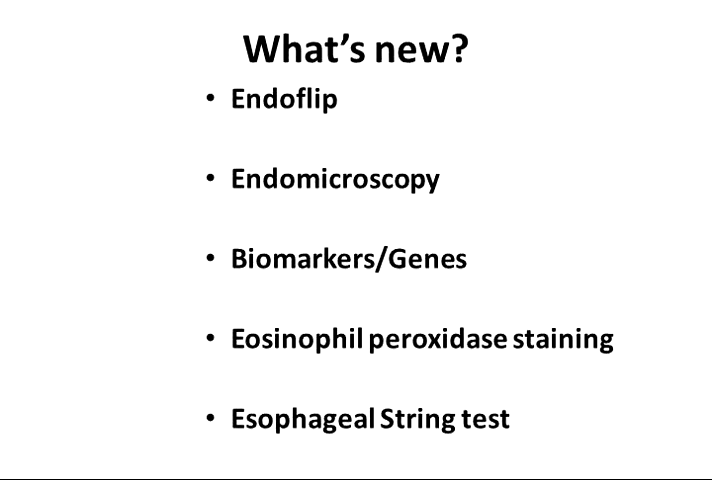 What's new?
• Endoflip
• Endomicroscopy
• Biomarkers/Genes
• Eosinophil peroxidase staining
• Esophageal String test